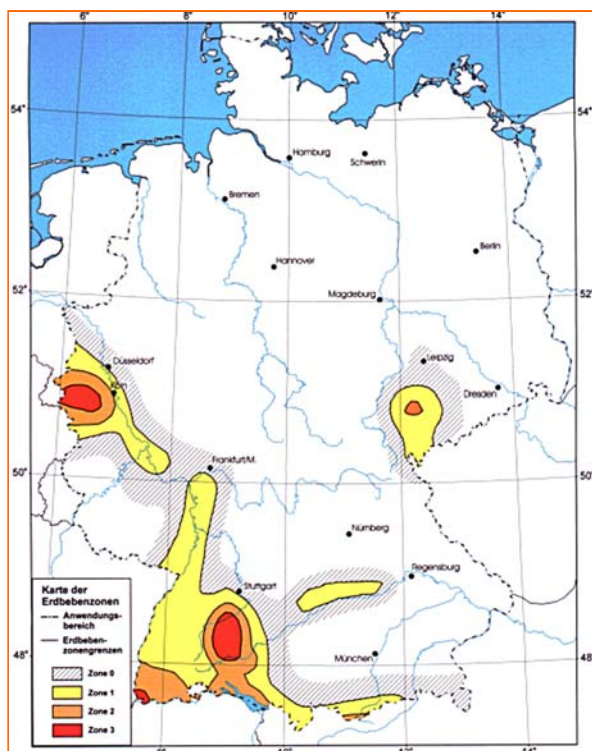 8°
10°
12°
14°
54°
54°
Hamburg
Schwerin
Bremen
Berlin
Hannover
52°
Magdeburg
52°
Düsseldorf
Leipzig
Köln
Dresden
Frankfurt/M.
50°
50°
Nürnberg
Regensburg
Stuttgart
Karte der
Erdbebenzonen
Anwendungs-
bereich
Erdbeben-
zonengrenzen
München
48°
48°
Zone 0
Zone 1
Zone 2
Zone 3